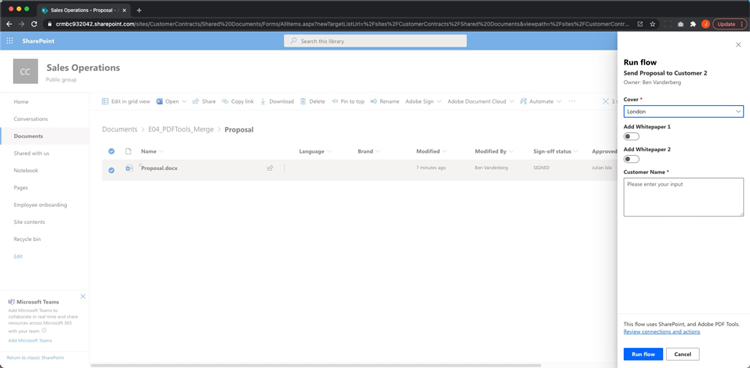 Sales Operations - Proposal -
crmbc932042.sharepoint.com/sites/CustomerContracts/Shared%20Documents/Forms/AllItems.aspx?newTargetListUrl=%2Fsites%2FCustomerContracts%2FShared%20Documents&viewpath=%2Fsites%2FCustomerContr...
J
Update
SharePoint
Search this library
CC
Sales Operations
Public group
Home
Conversations
Documents
Shared with us
Notebook
Pages
Employee onboarding
Site contents
Recycle bin
Edit
Microsoft Teams
Add Microsoft Teams to
collaborate in real-time and share
resources across Microsoft 365
with your team
Add Microsoft Teams
Return to classic SharePoint
Edit in grid view Open Share Copy link Download Delete Pin to top Rename Adobe Sign Adobe Document Cloud Automate ...
Documents > E04_PDFTools_Merge > Proposal
Name Language Brand Modified Modified By Sign-off status Approved
Proposal.docx 7 minutes ago Ben Vanderberg SIGNED
Run flow
Send Proposal to Customer 2
Owner: Ben Vanderberg
Cover *
London
Add Whitepaper 1
Add Whitepaper 2
Customer Name *
Please enter your input
This flow uses SharePoint, and Adobe PDF Tools.
Review connections and actions
Run flow Cancel